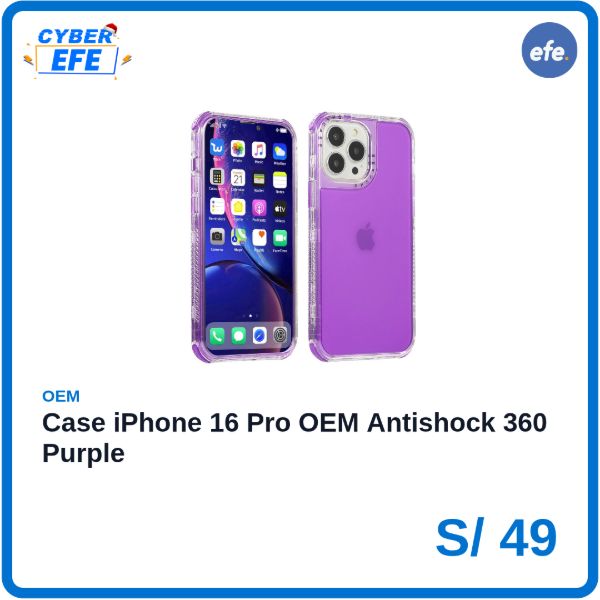 CYBER
EFE
efe.
OEM
Case iPhone 16 Pro OEM Antishock 360
Purple
S/ 49